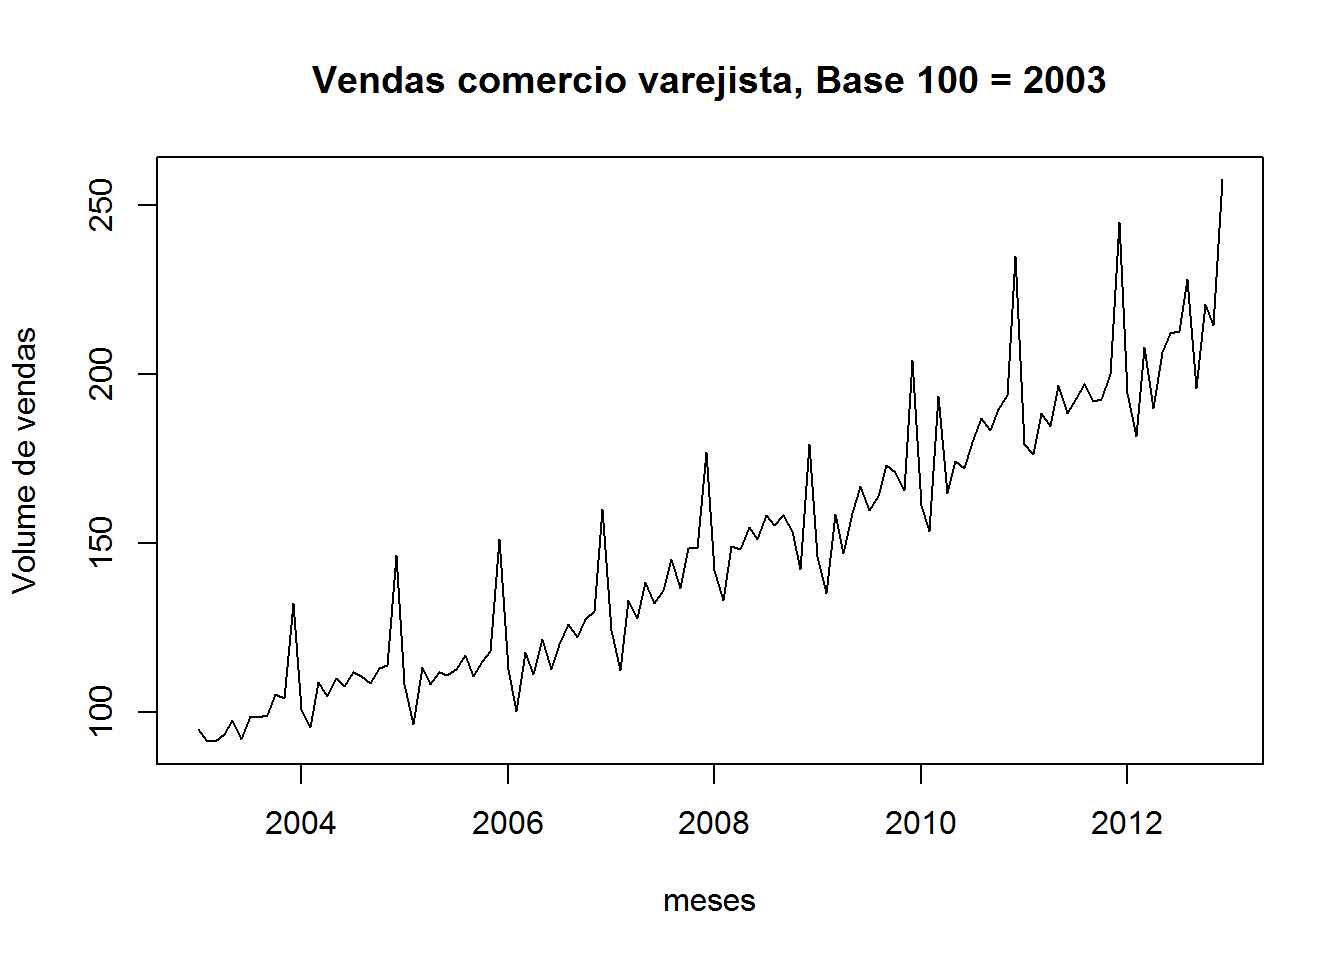 Vendas comercio varejista, Base 100 = 2003
Volume de vendas
250
200
150
100
2004 2006 2008 2010 2012
meses